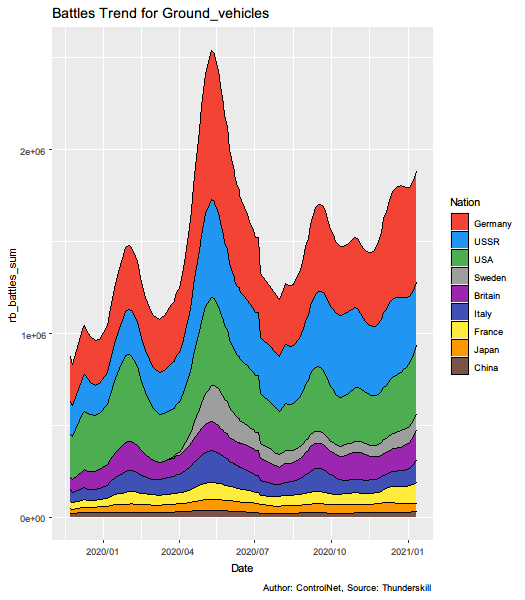 Battles Trend for Ground_vehicles
rb_battles_sum
2e+06
1e+06
0e+00
2020/01 2020/04 2020/07 2020/10 2021/01
Date
Nation
Germany
USSR
USA
Sweden
Britain
Italy
France
Japan
China
Author: ControlNet, Source: Thunderskill